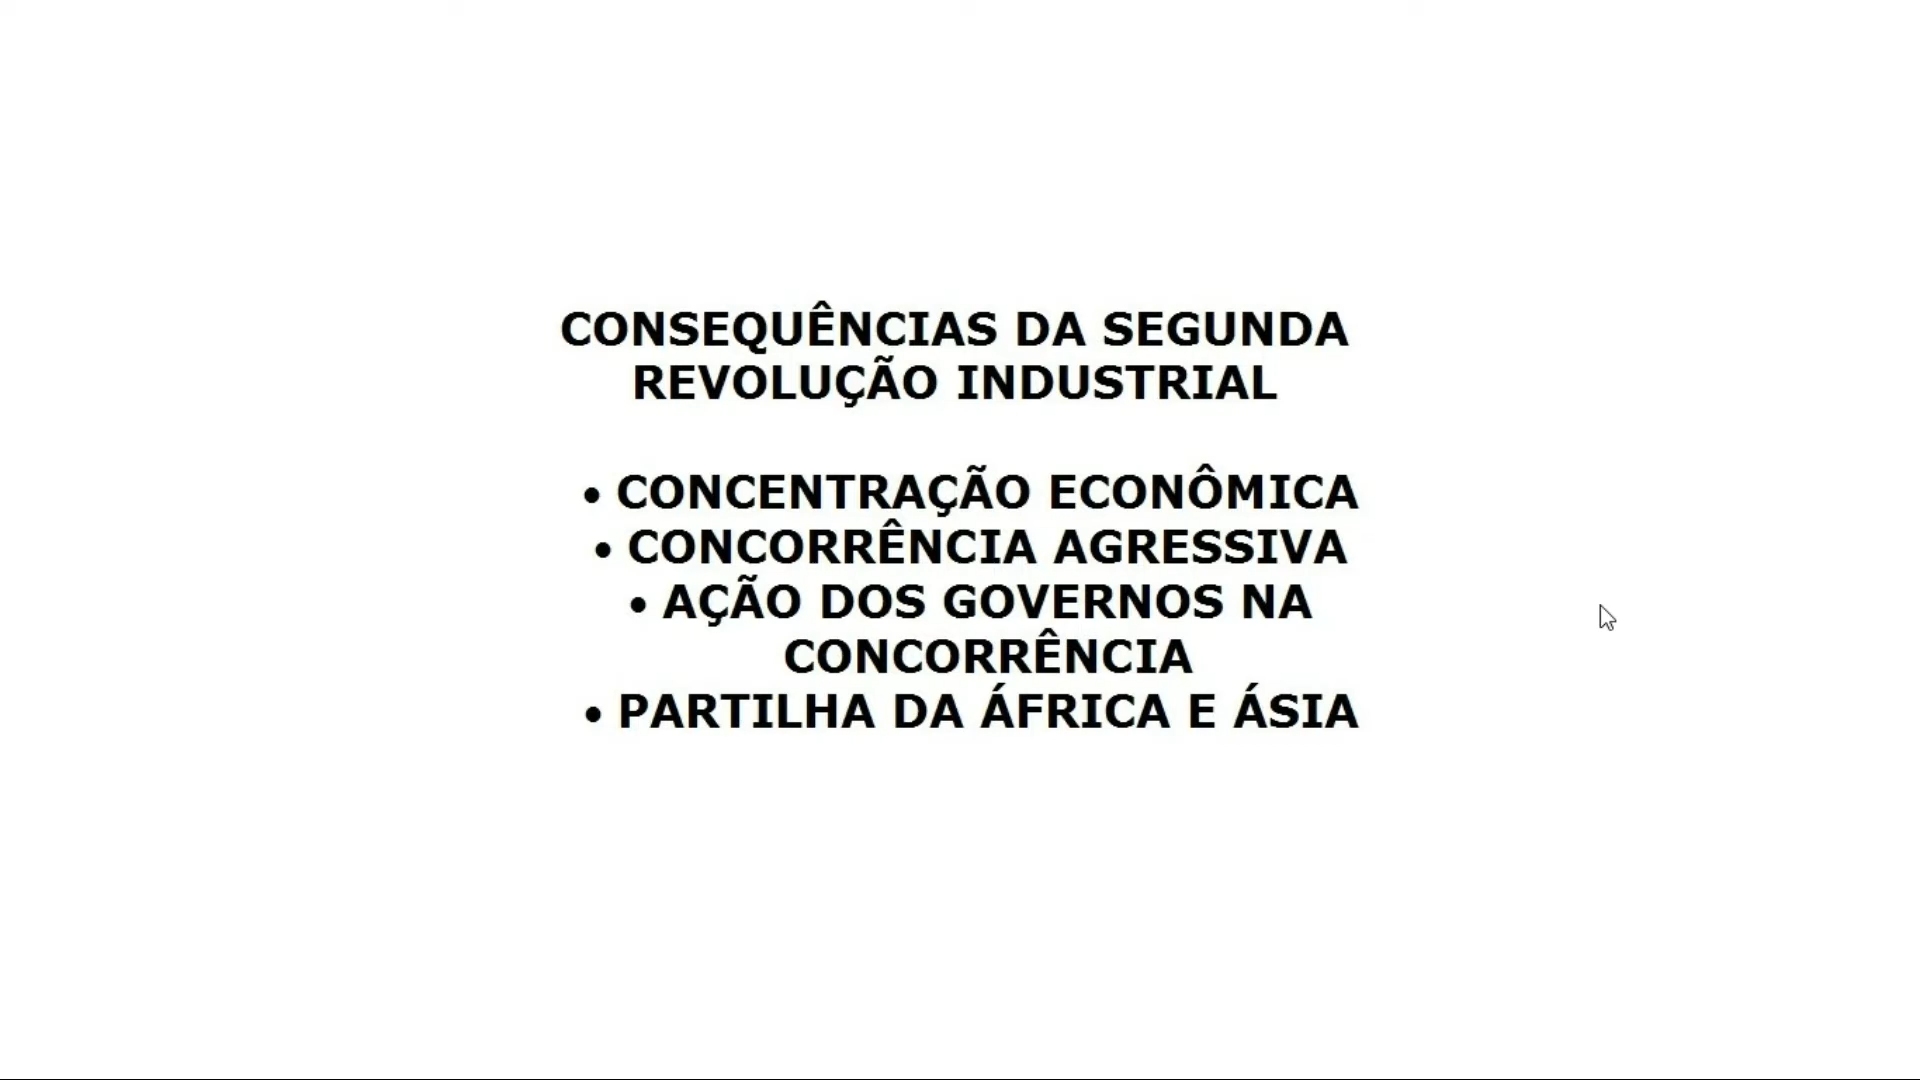 CONSEQUÊNCIAS DA SEGUNDA
REVOLUÇÃO INDUSTRIAL
• CONCENTRAÇÃO ECONÔMICA
• CONCORRÊNCIA AGRESSIVA
• AÇÃO DOS GOVERNOS NA
CONCORRÊNCIA
• PARTILHA DA ÁFRICA E ÁSIA